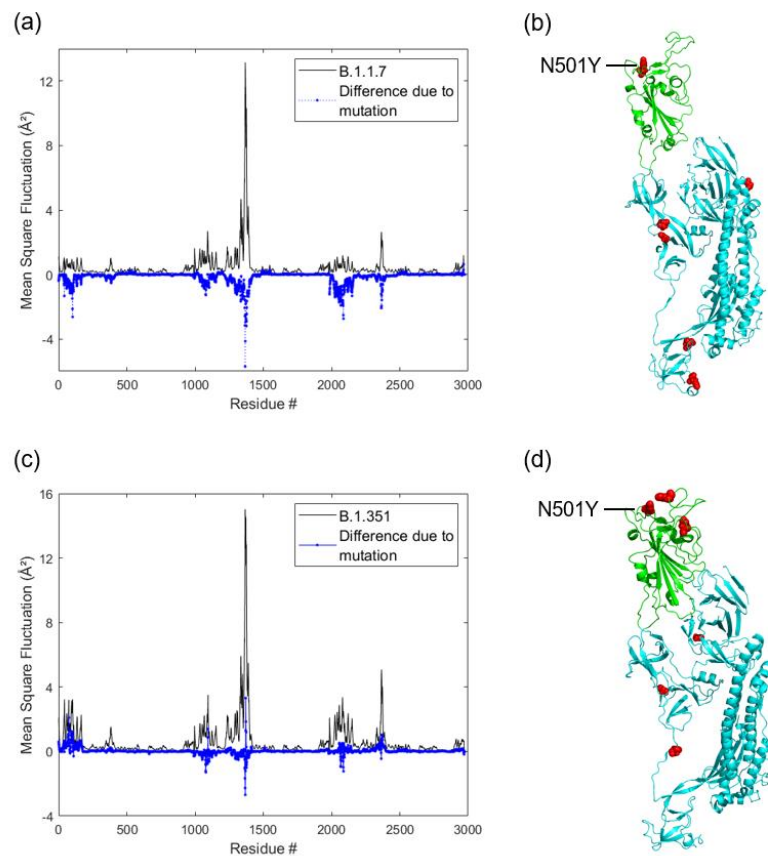 (a)
(b)
14
12
8
4
0
-4
Mean Square Fluctuation (Å²)
B.1.1.7
Difference due to
mutation
0
500
1000
1500
2000
2500
3000
Residue #
N501Y
(c)
(d)
16
12
8
4
0
-4
Mean Square Fluctuation (Å²)
B.1.351
Difference due to
mutation
0
500
1000
1500
2000
2500
3000
Residue #
N501Y